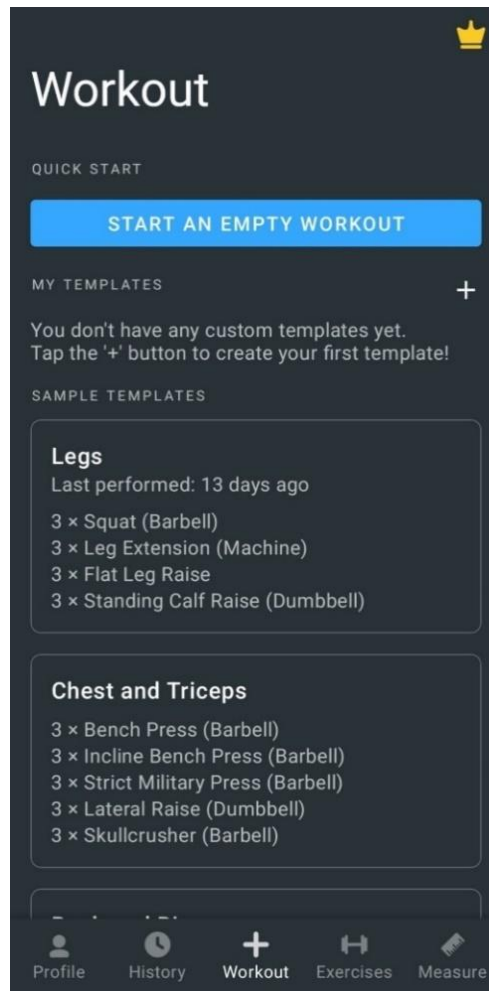 Workout
QUICK START
START AN EMPTY WORKOUT
MY TEMPLATES
+
You don't have any custom templates yet.
Tap the '+' button to create your first template!
SAMPLE TEMPLATES
Legs
Last performed: 13 days ago
3 × Squat (Barbell)
3 × Leg Extension (Machine)
3 × Flat Leg Raise
3 × Standing Calf Raise (Dumbbell)
Chest and Triceps
3 × Bench Press (Barbell)
3 × Incline Bench Press (Barbell)
3 × Strict Military Press (Barbell)
3 × Lateral Raise (Dumbbell)
3 × Skullcrusher (Barbell)
Profile History Workout Exercises Measure